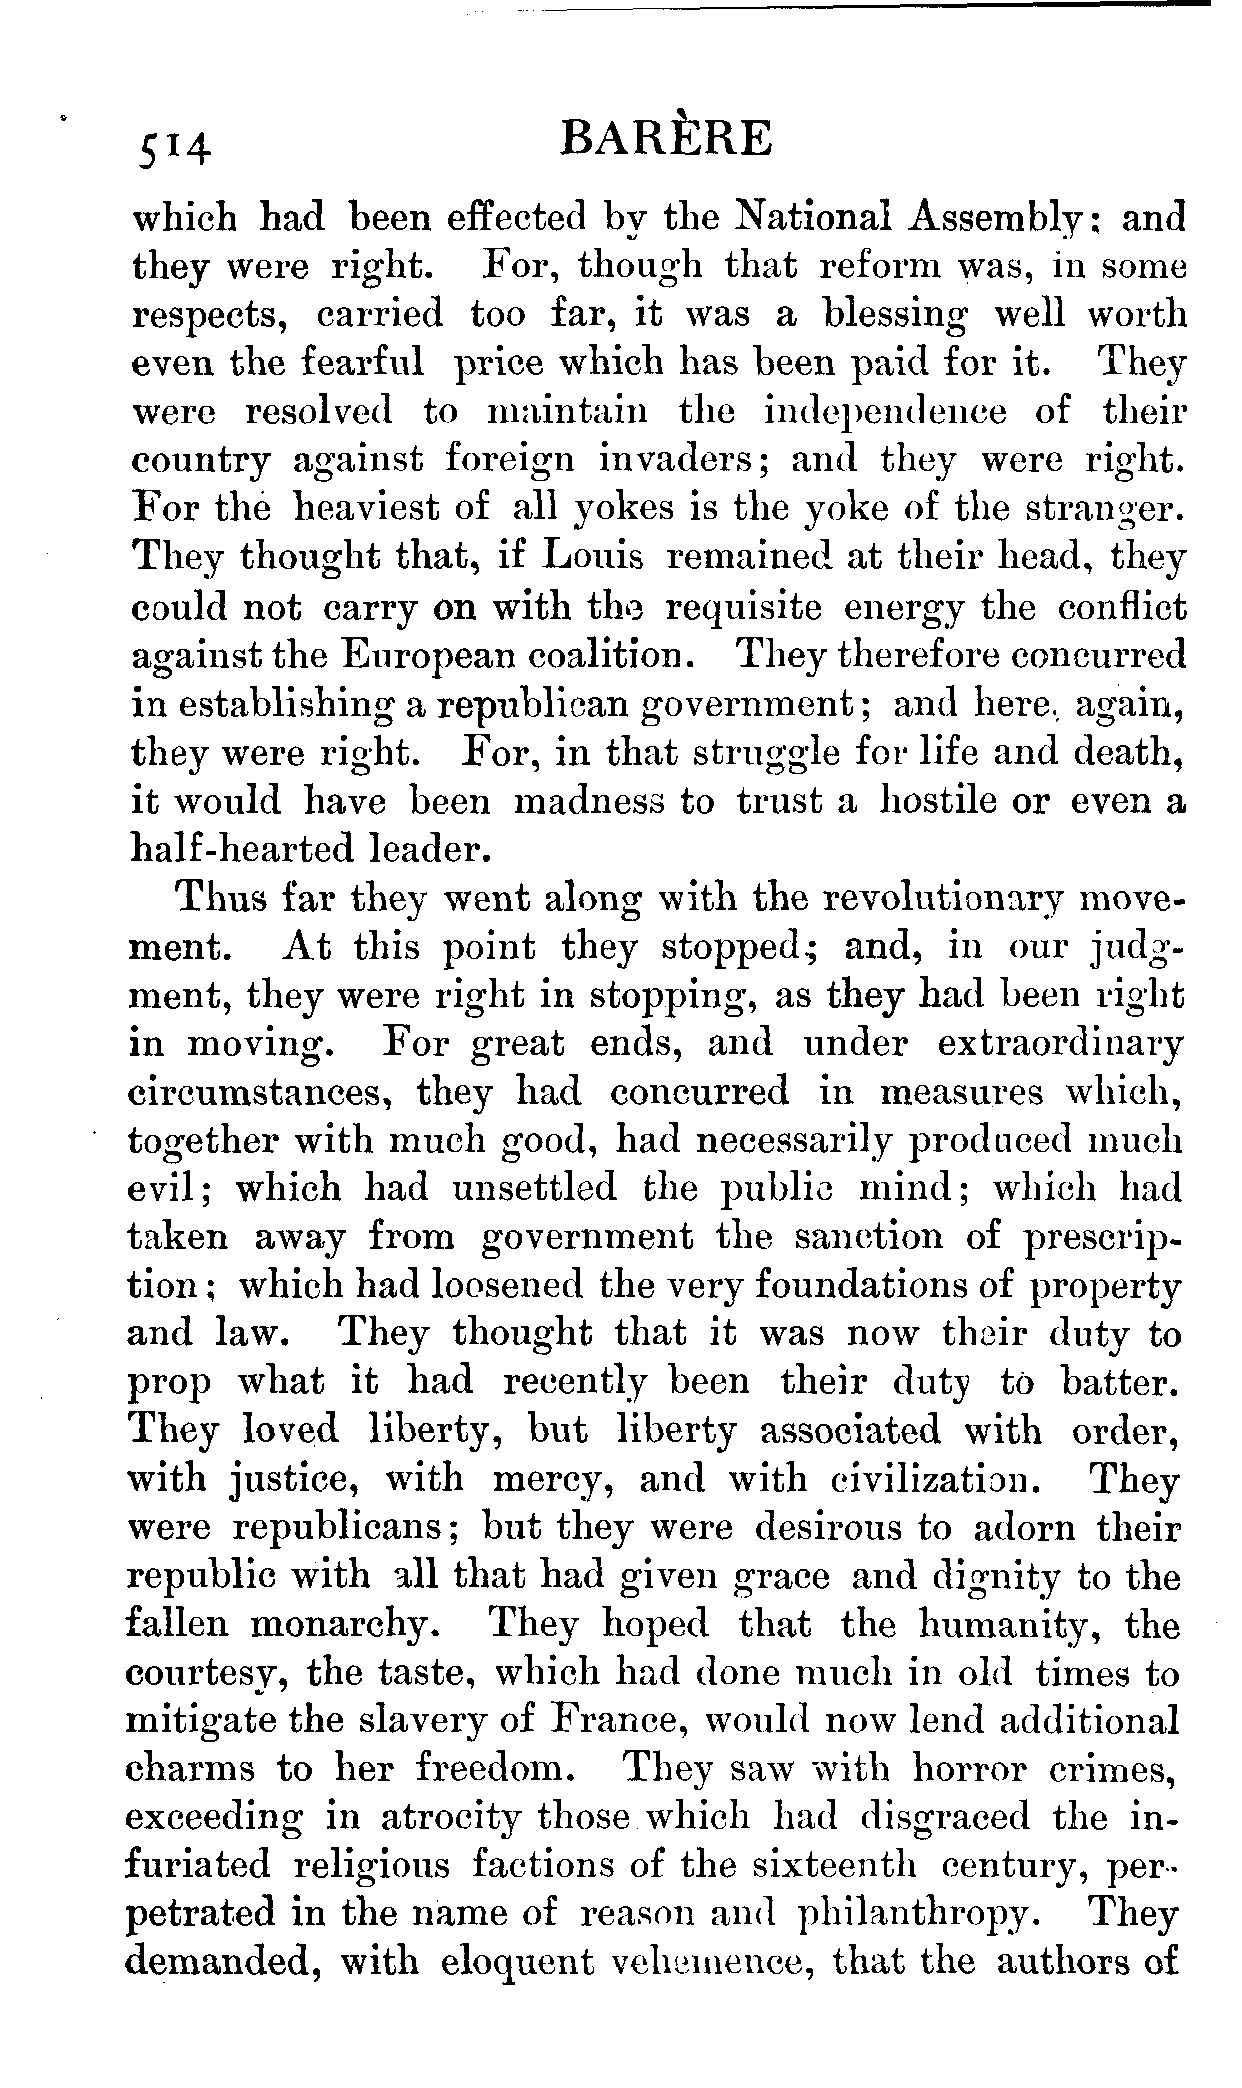 514 BARÈRE
which had been effected by the National Assembly; and
they were right. For, though that reform was, in some
respects, carried too far, it was a blessing well worth
even the fearful price which has been paid for it. They
were resolved to maintain the independence of their
country against foreign invaders; and they were right.
For the heaviest of all yokes is the yoke of the stranger.
They thought that, if Louis remained at their head, they
could not carry on with the requisite energy the conflict
against the European coalition. They therefore concurred
in establishing a republican government; and here, again,
they were right. For, in that struggle for life and death,
it would have been madness to trust a hostile or even a
half-hearted leader.
Thus far they went along with the revolutionary move-
ment. At this point they stopped; and, in our judg-
ment, they were right in stopping, as they had been right
in moving. For great ends, and under extraordinary
circumstances, they had concurred in measures which,
together with much good, had necessarily produced much
evil; which had unsettled the public mind; which had
taken away from government the sanction of prescrip-
tion; which had loosened the very foundations of property
and law. They thought that it was now their duty to
prop what it had recently been their duty to batter.
They loved liberty, but liberty associated with order,
with justice, with mercy, and with civilization. They
were republicans; but they were desirous to adorn their
republic with all that had given grace and dignity to the
fallen monarchy. They hoped that the humanity, the
courtesy, the taste, which had done much in old times to
mitigate the slavery of France, would now lend additional
charms to her freedom. They saw with horror crimes,
exceeding in atrocity those which had disgraced the in-
furiated religious factions of the sixteenth century, per-
petrated in the name of reason and philanthropy. They
demanded, with eloquent vehemence, that the authors of